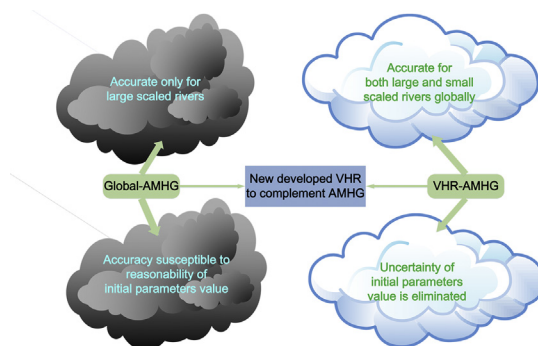 Accurate only for
large scaled rivers
Accurate for
both large and small
scaled rivers globally
Global-AMHG
New developed VHR
to complement AMHG
VHR-AMHG
Accuracy susceptible to
reasonability of
initial parameters value
Uncertainty of
initial parameters
value is eliminated